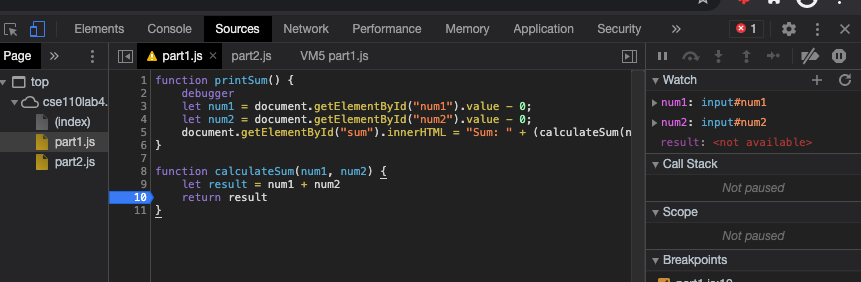 Elements Console Sources Network Performance Memory Application Security 1
Page
part1.js part2.js VM5 part1.js
top
cse110lab4.
(index)
part1.js
part2.js
1 function printSum() {
2 debugger
3 let num1 = document.getElementById("num1").value - 0;
4 let num2 = document.getElementById("num2").value - 0;
5 document.getElementById("sum").innerHTML = "Sum: " + (calculateSum(n
6 }
7
8 function calculateSum(num1, num2) {
9 let result = num1 + num2
10 return result
11 }
Watch
num1: input#num1
num2: input#num2
result: <not available>
Call Stack
Not paused
Scope
Not paused
Breakpoints
part1.js:10